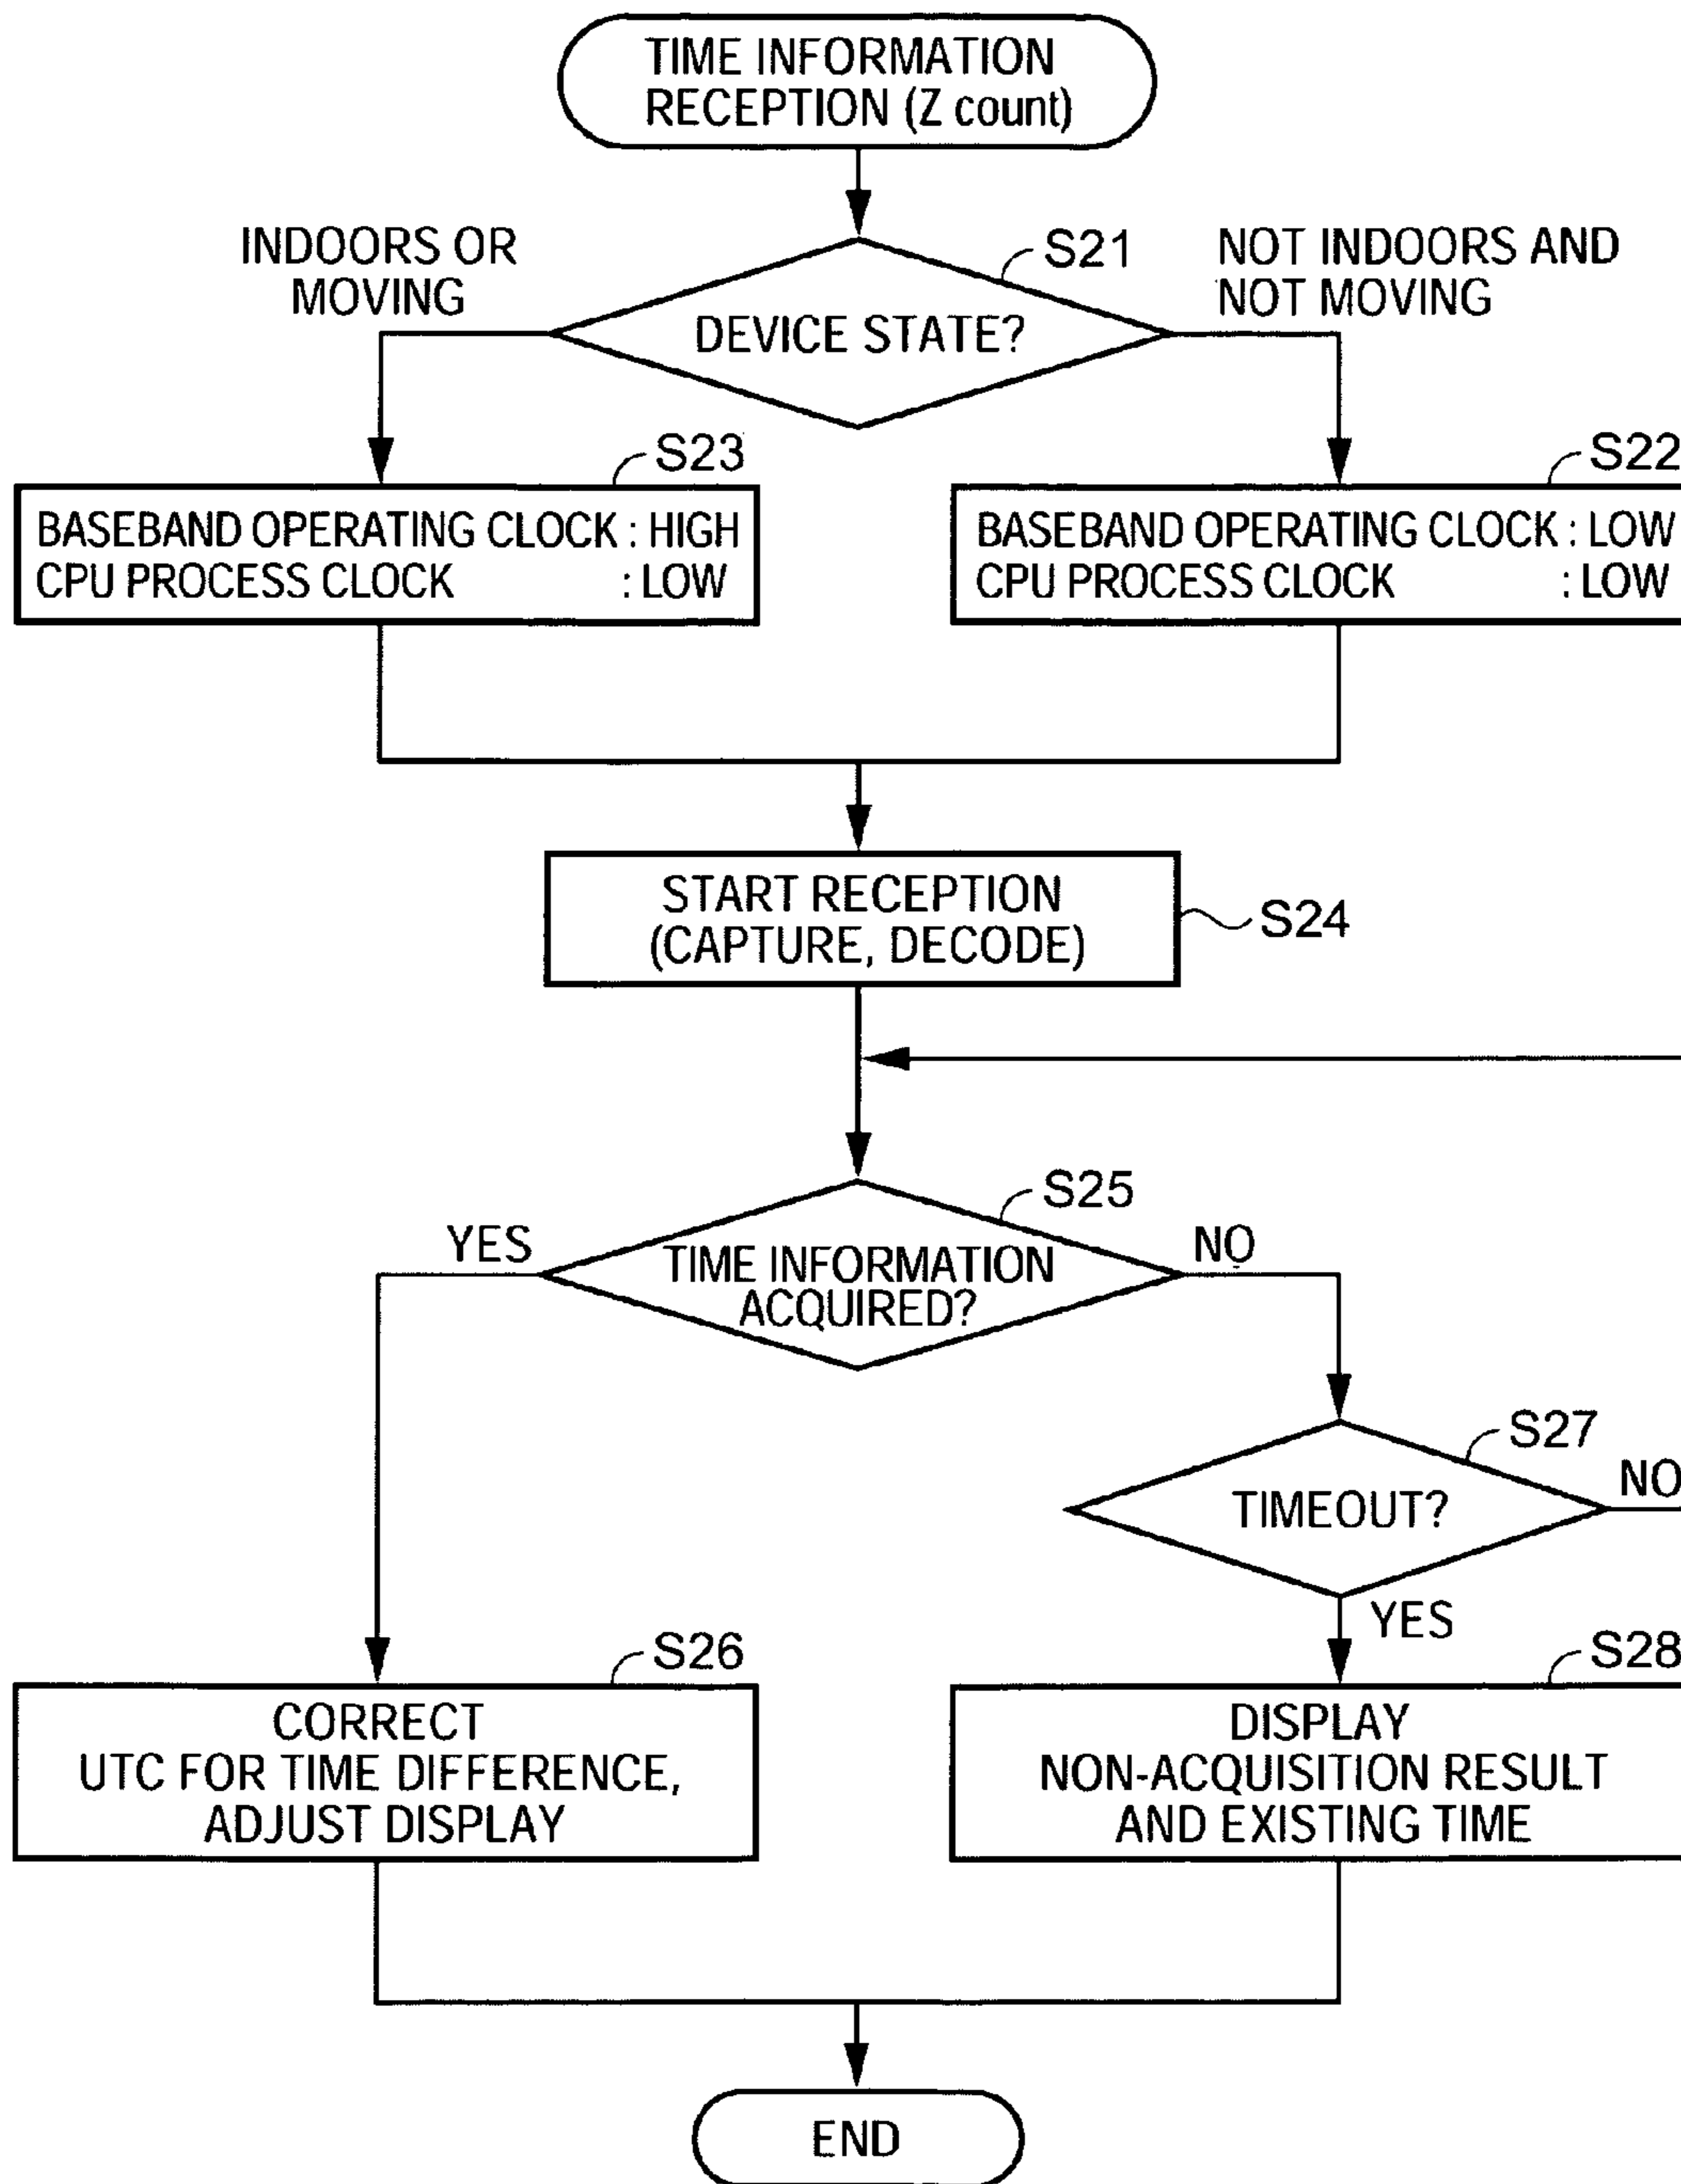 TIME INFORMATION
RECEPTION (Z count)
INDOORS OR
MOVING
S21
NOT INDOORS AND
NOT MOVING
DEVICE STATE?
S23
S22
BASEBAND OPERATING CLOCK : HIGH
CPU PROCESS CLOCK : LOW
BASEBAND OPERATING CLOCK : LOW
CPU PROCESS CLOCK : LOW
START RECEPTION
(CAPTURE, DECODE)
S24
S25
YES
NO
TIME INFORMATION
ACQUIRED?
S27
NO
TIMEOUT?
YES
S26
S28
CORRECT
UTC FOR TIME DIFFERENCE,
ADJUST DISPLAY
DISPLAY
NON-ACQUISITION RESULT
AND EXISTING TIME
END